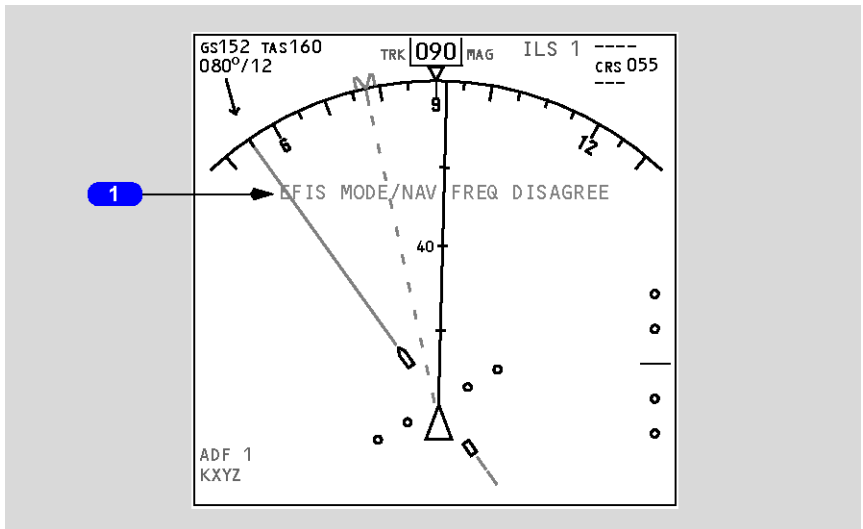 GS152 TAS160
080°/12
TRK 090 MAG
ILS 1 ----
CRS 055
---
6
9
12
1
EFIS MODE/NAV FREQ DISAGREE
40
ADF 1
KXYZ